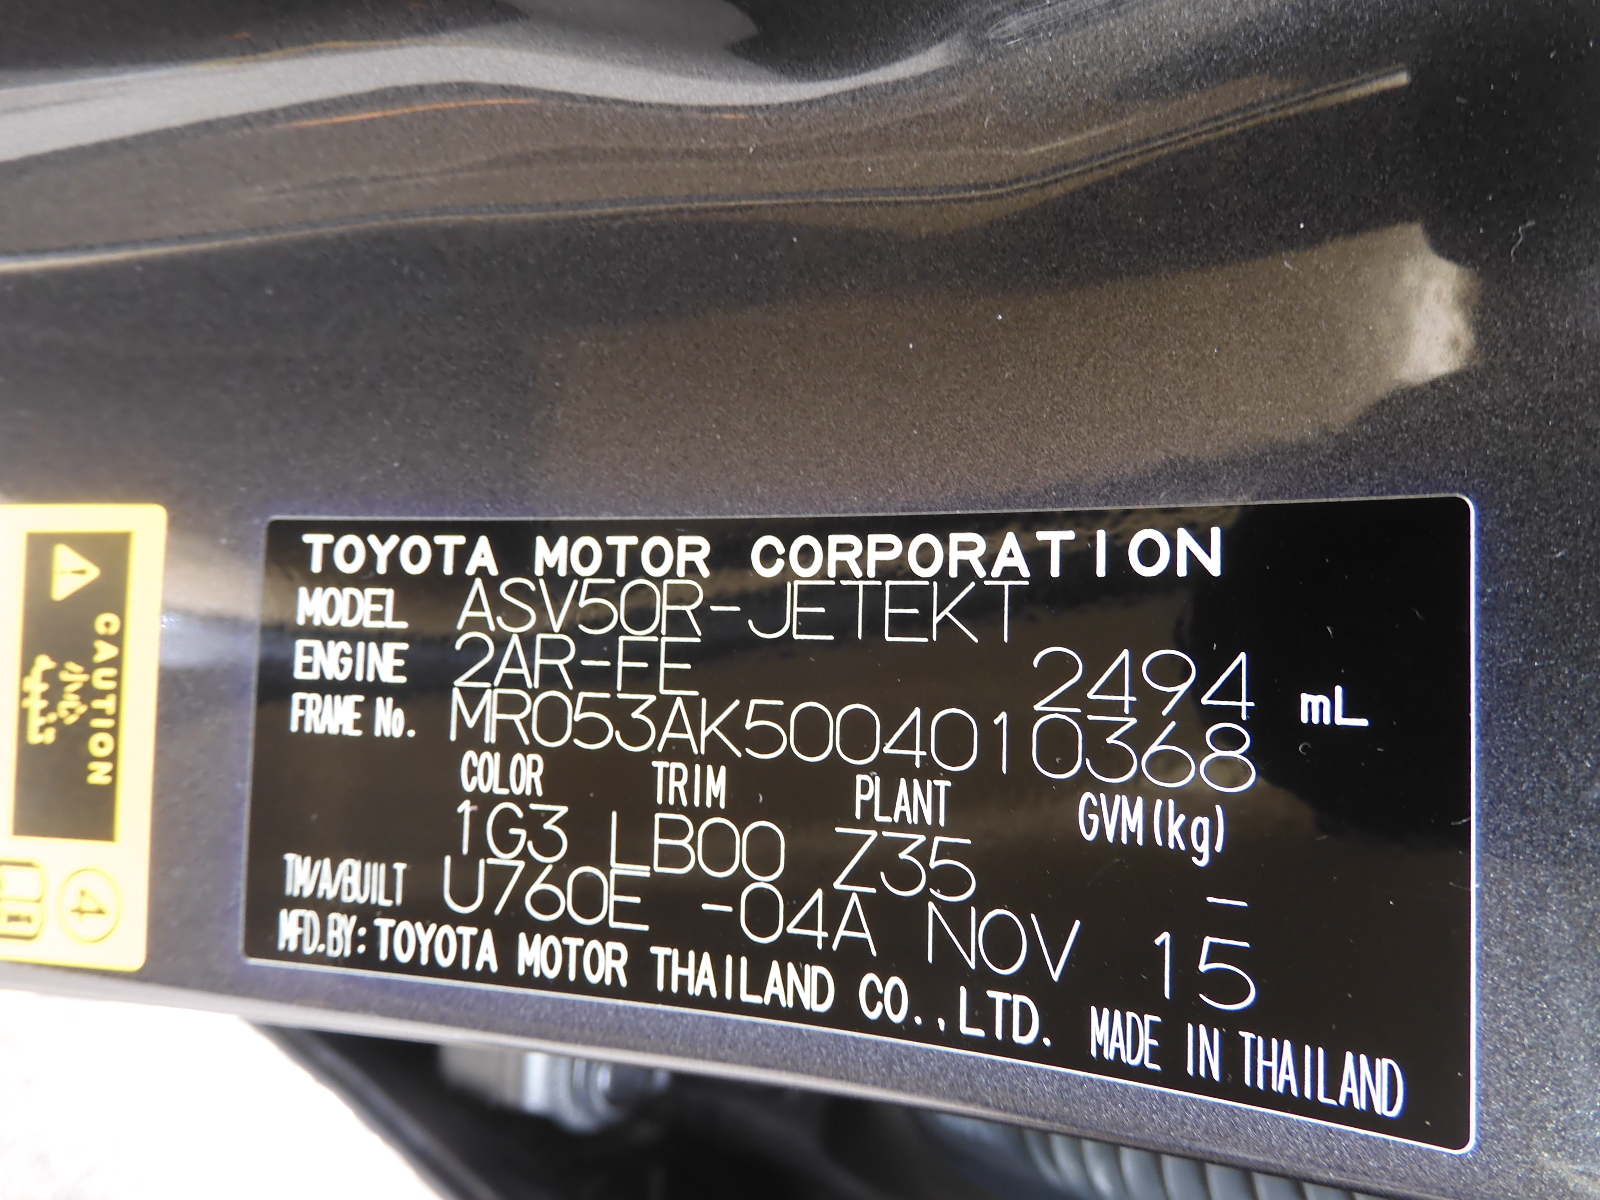 TOYOTA MOTOR CORPORATION
MODEL ASV50R-JETEKT
ENGINE 2AR-FE 2494 mL
FRAME No. MR053AK5004010368
COLOR TRIM PLANT GVM(kg)
1G3 LB00 Z35 -
TM/A/BUILT U760E -04A NOV 15
MFD.BY: TOYOTA MOTOR THAILAND CO.,LTD. MADE IN THAILAND
CAUTION
4